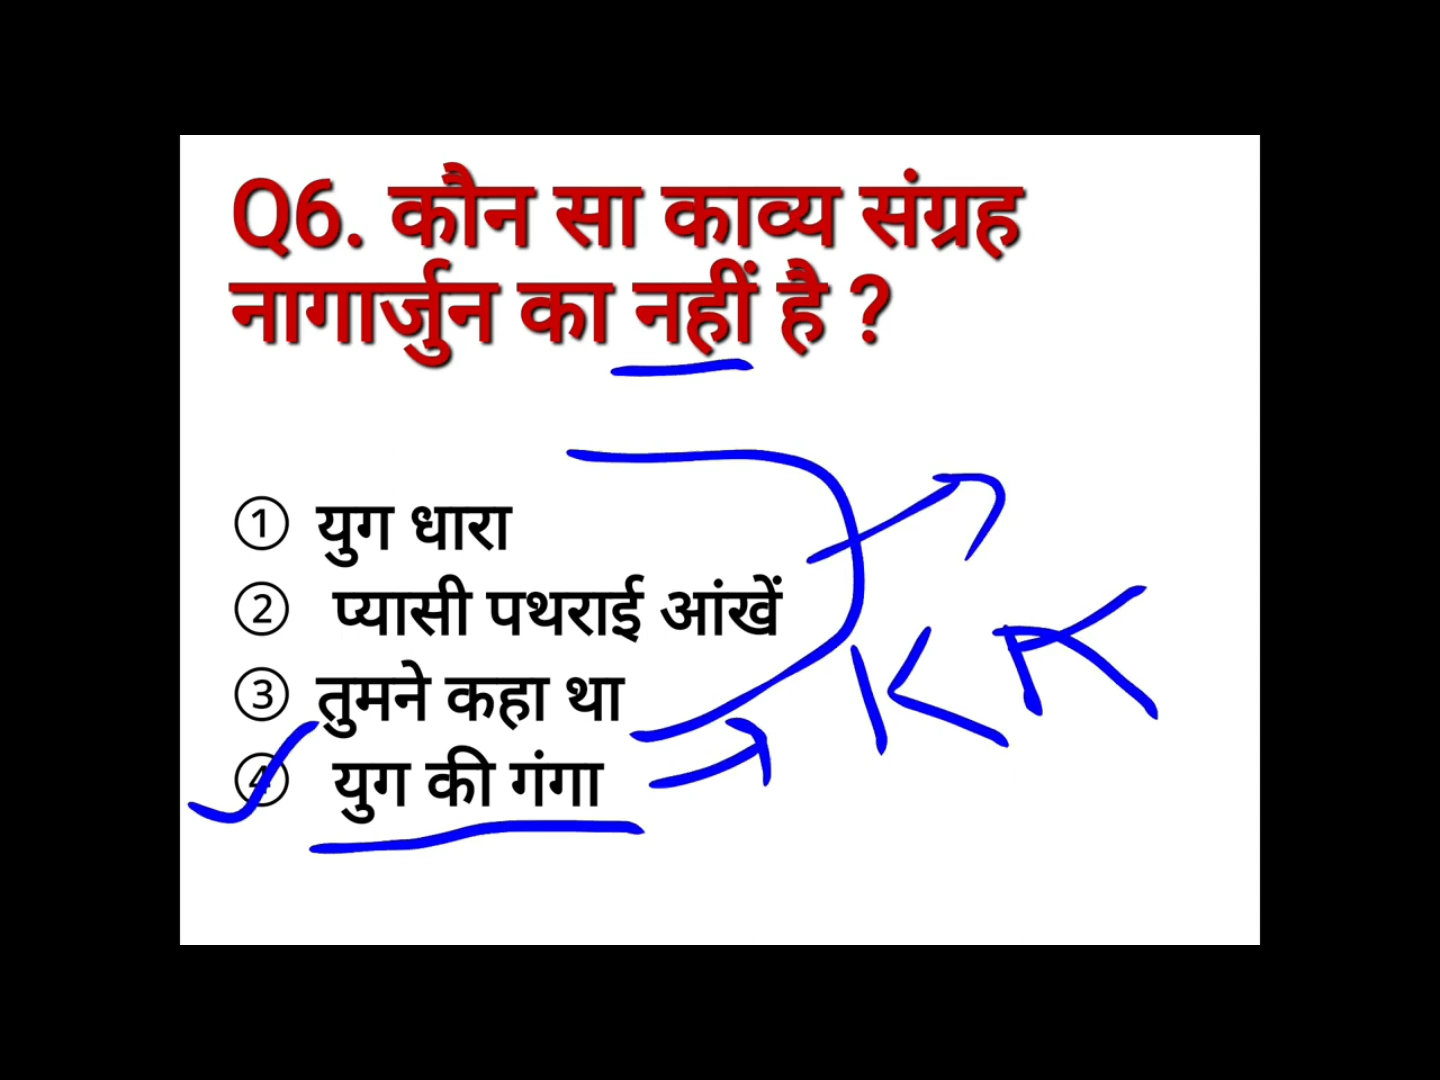 Q6. कौन सा काव्य संग्रह
नागार्जुन का नहीं है ?
① युग धारा
② प्यासी पथराई आंखें
③ तुमने कहा था
④ युग की गंगा